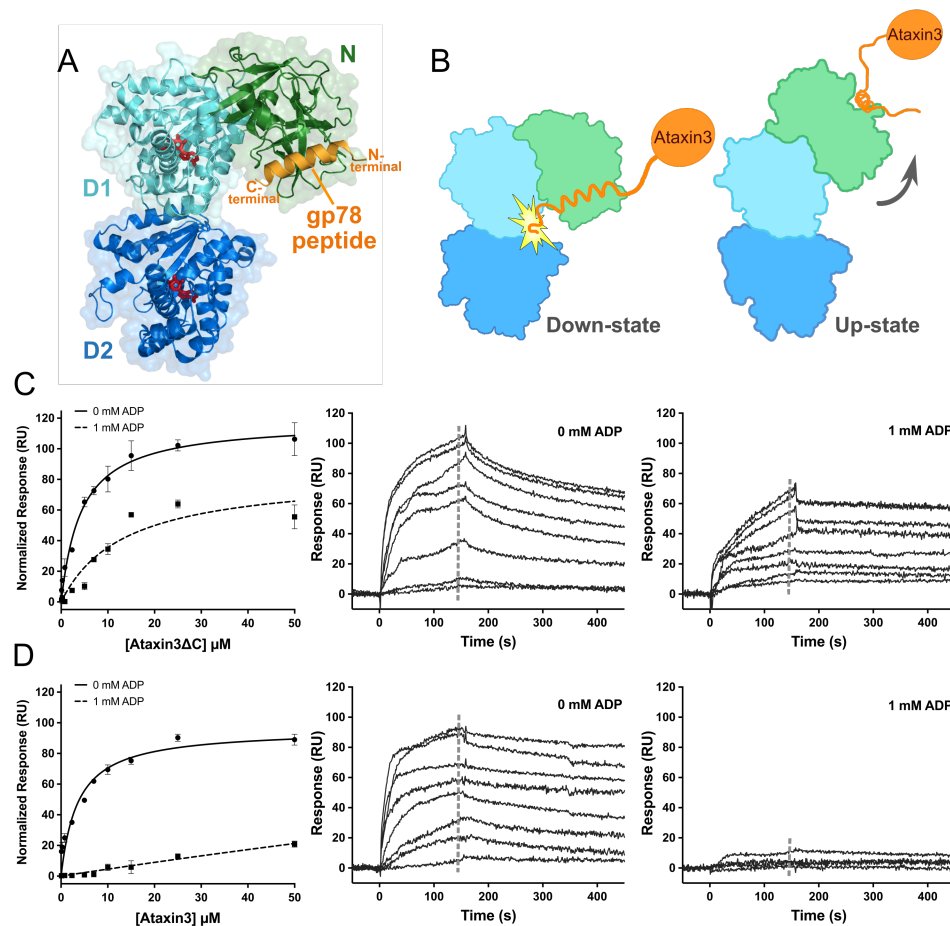 A
N
N-
terminal
C-
terminal
D1
gp78
peptide
D2
B
Ataxin3
Ataxin3
Down-state
Up-state
C
0 mM ADP
1 mM ADP
Normalized Response (RU)
120
100
80
60
40
20
0
0 10 20 30 40 50
[Ataxin3ΔC] μM
0 mM ADP
Response (RU)
120
100
80
60
40
20
0
0 100 200 300 400
Time (s)
1 mM ADP
Response (RU)
120
100
80
60
40
20
0
0 100 200 300 400
Time (s)
D
0 mM ADP
1 mM ADP
Normalized Response (RU)
120
100
80
60
40
20
0
0 10 20 30 40 50
[Ataxin3] μM
0 mM ADP
Response (RU)
120
100
80
60
40
20
0
0 100 200 300 400
Time (s)
1 mM ADP
Response (RU)
120
100
80
60
40
20
0
0 100 200 300 400
Time (s)